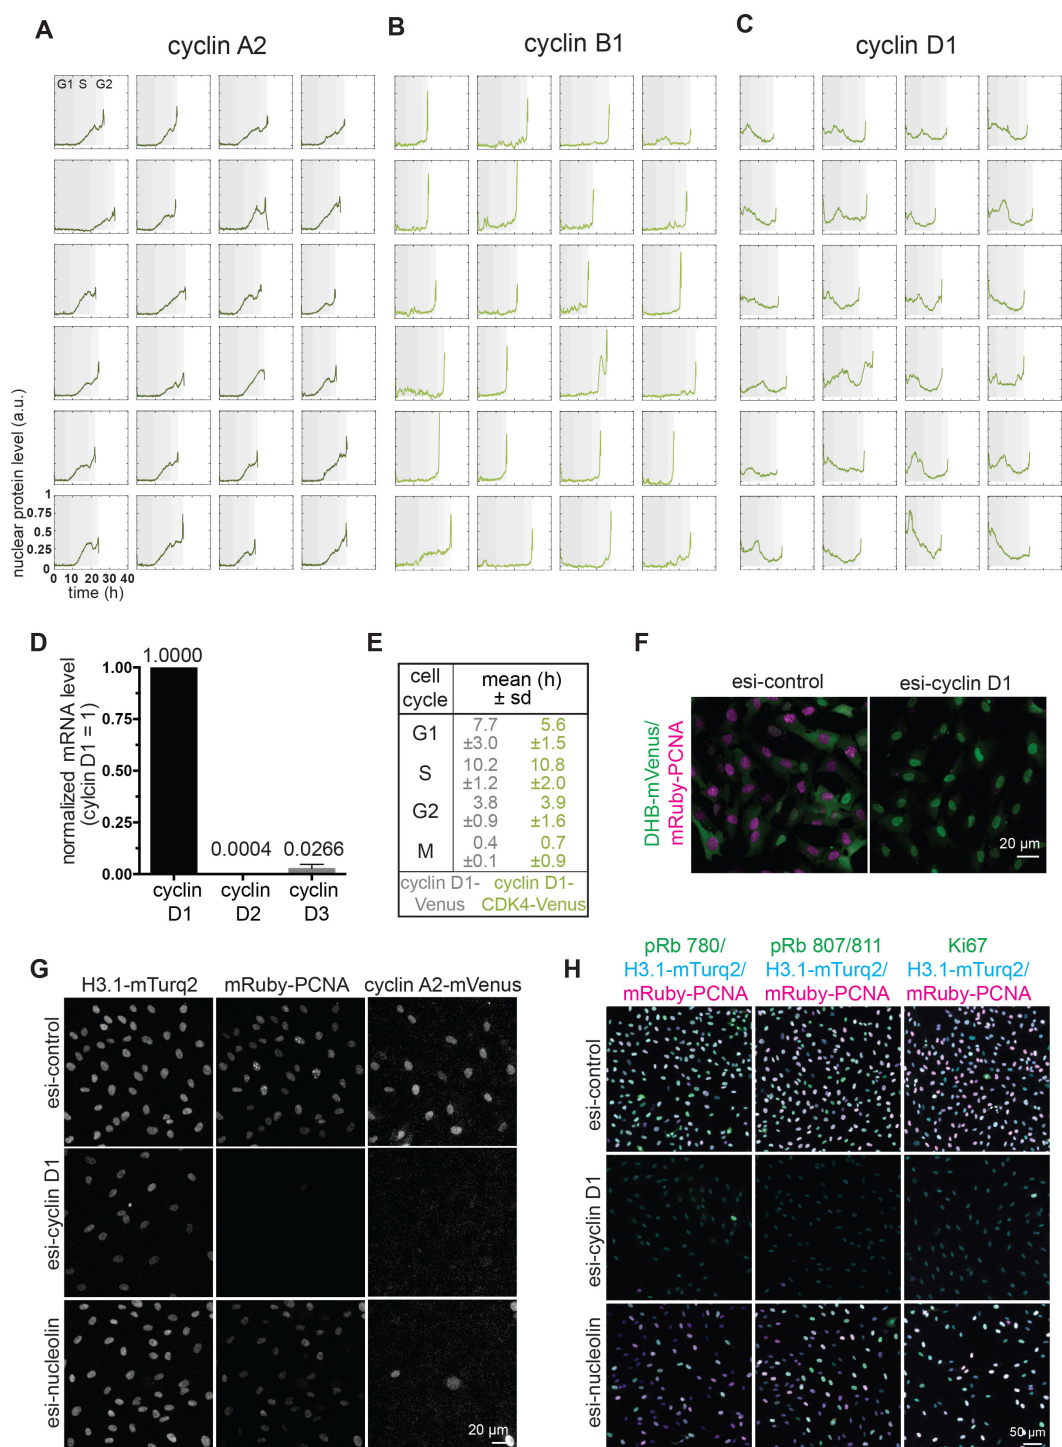 A
cyclin A2
B
cyclin B1
C
cyclin D1
G1 S G2
nuclear protein level (a.u.)
1
0.75
0.5
0.25
0
0 10 20 30 40
time (h)
D
normalized mRNA level
(cylcin D1 = 1)
1.00
0.75
0.50
0.25
0.00
1.0000
0.0004
0.0266
cyclin D1
cyclin D2
cyclin D3
E
cell cycle
mean (h) ± sd
G1
7.7 ±3.0
5.6 ±1.5
S
10.2 ±1.2
10.8 ±2.0
G2
3.8 ±0.9
3.9 ±1.6
M
0.4 ±0.1
0.7 ±0.9
cyclin D1-Venus
cyclin D1-CDK4-Venus
F
esi-control
esi-cyclin D1
DHB-mVenus/
mRuby-PCNA
20 µm
G
H3.1-mTurq2
mRuby-PCNA
cyclin A2-mVenus
esi-control
esi-cyclin D1
esi-nucleolin
20 µm
H
pRb 780/
H3.1-mTurq2/
mRuby-PCNA
pRb 807/811
H3.1-mTurq2/
mRuby-PCNA
Ki67
H3.1-mTurq2/
mRuby-PCNA
esi-control
esi-cyclin D1
esi-nucleolin
50 µm